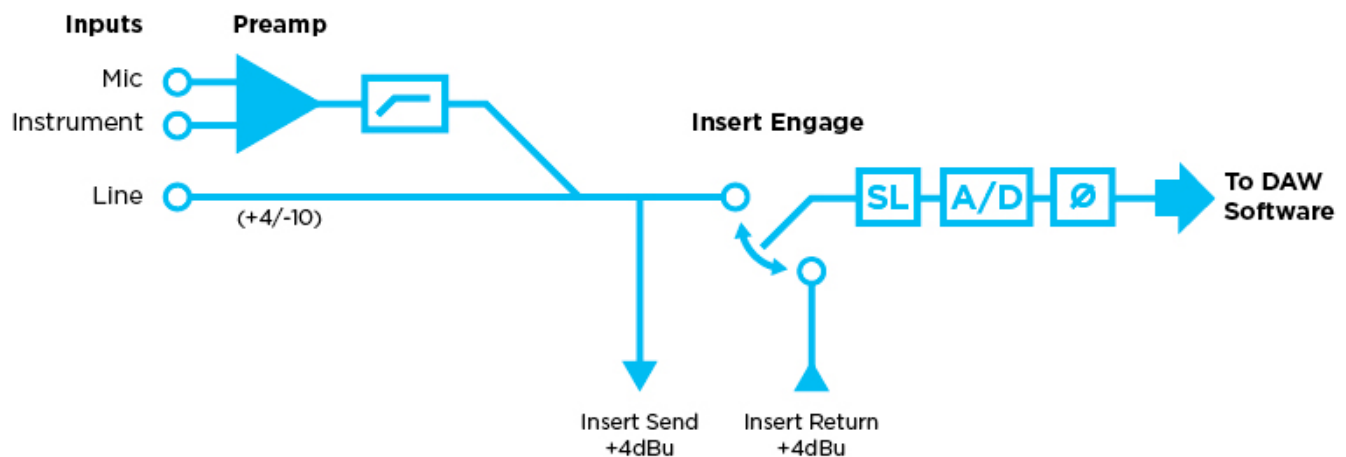 Inputs
Preamp
Mic
Instrument
Line
(+4/-10)
Insert Engage
SL
A/D
Ø
To DAW
Software
Insert Send
+4dBu
Insert Return
+4dBu